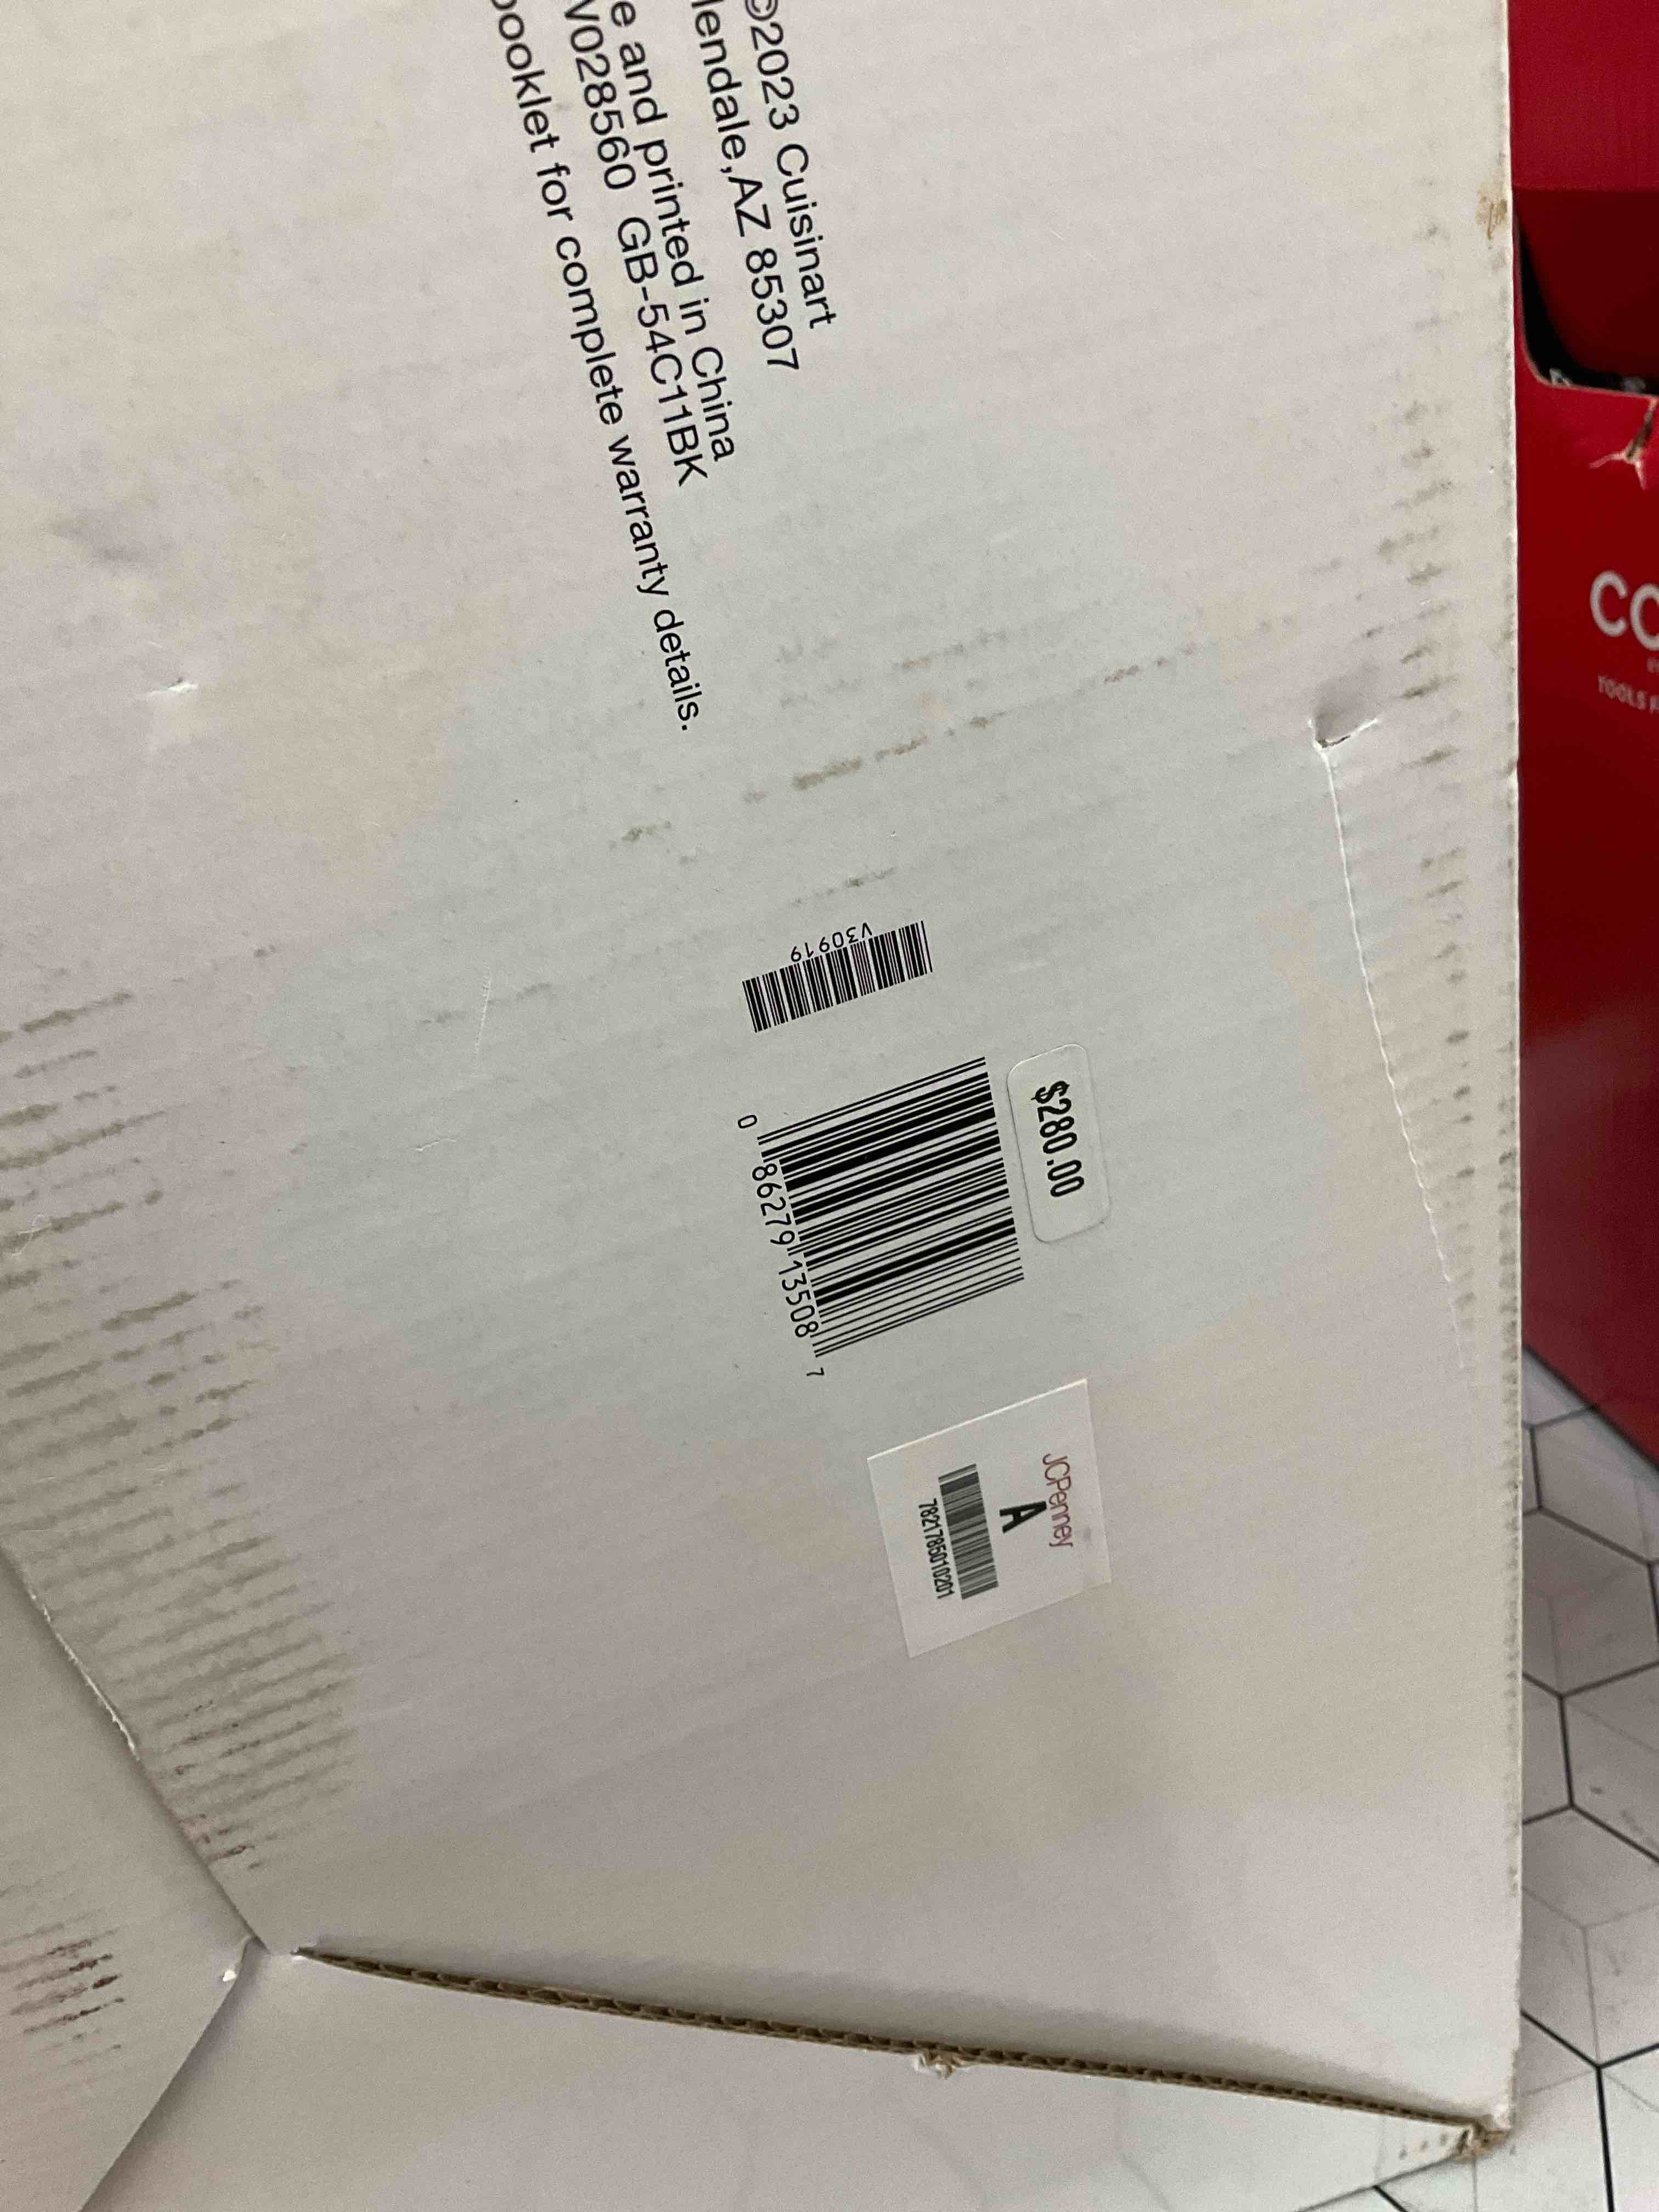 ©2023 Cuisinart
lendale,AZ 85307
e and printed in China
V028560 GB-54C11BK
booklet for complete warranty details.
V30919
$280.00
0 86279 13508 7
JCPenney
A
7821785010201
CO
TOOLS